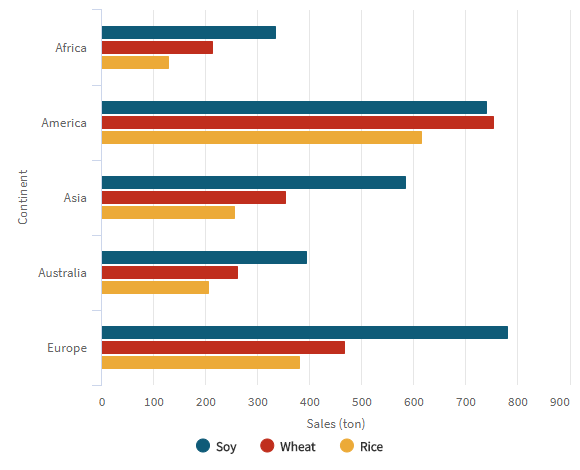 Africa
America
Asia
Australia
Europe
Continent
0 100 200 300 400 500 600 700 800 900
Sales (ton)
Soy Wheat Rice